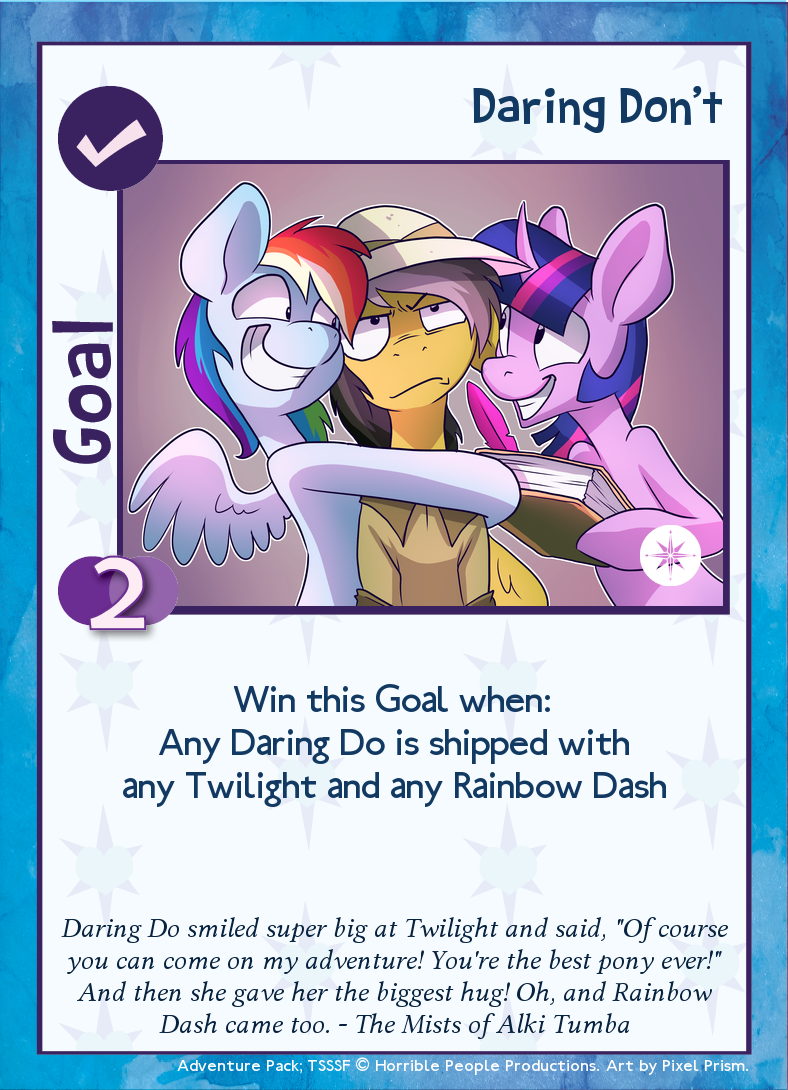 Daring Don't
Goal
2
Win this Goal when:
Any Daring Do is shipped with
any Twilight and any Rainbow Dash
Daring Do smiled super big at Twilight and said, "Of course
you can come on my adventure! You're the best pony ever!"
And then she gave her the biggest hug! Oh, and Rainbow
Dash came too. - The Mists of Alki Tumba
Adventure Pack; TSSSF © Horrible People Productions. Art by Pixel Prism.